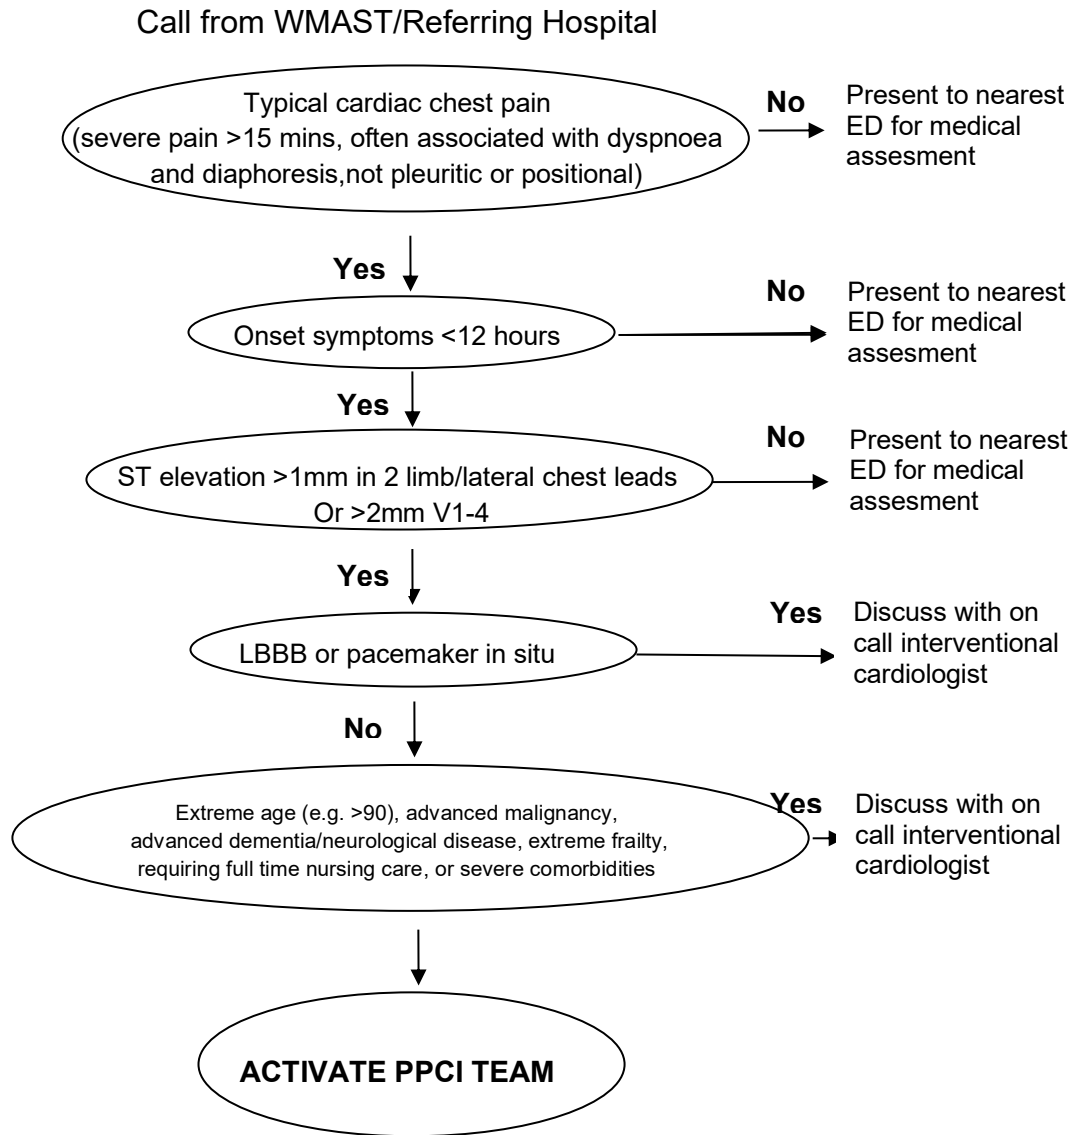 Call from WMAST/Referring Hospital
Typical cardiac chest pain
(severe pain >15 mins, often associated with dyspnoea
and diaphoresis,not pleuritic or positional)
No
Present to nearest
ED for medical
assesment
Yes
Onset symptoms <12 hours
No
Present to nearest
ED for medical
assesment
Yes
ST elevation >1mm in 2 limb/lateral chest leads
Or >2mm V1-4
No
Present to nearest
ED for medical
assesment
Yes
LBBB or pacemaker in situ
Yes
Discuss with on
call interventional
cardiologist
No
Extreme age (e.g. >90), advanced malignancy,
advanced dementia/neurological disease, extreme frailty,
requiring full time nursing care, or severe comorbidities
Yes
Discuss with on
call interventional
cardiologist
ACTIVATE PPCI TEAM